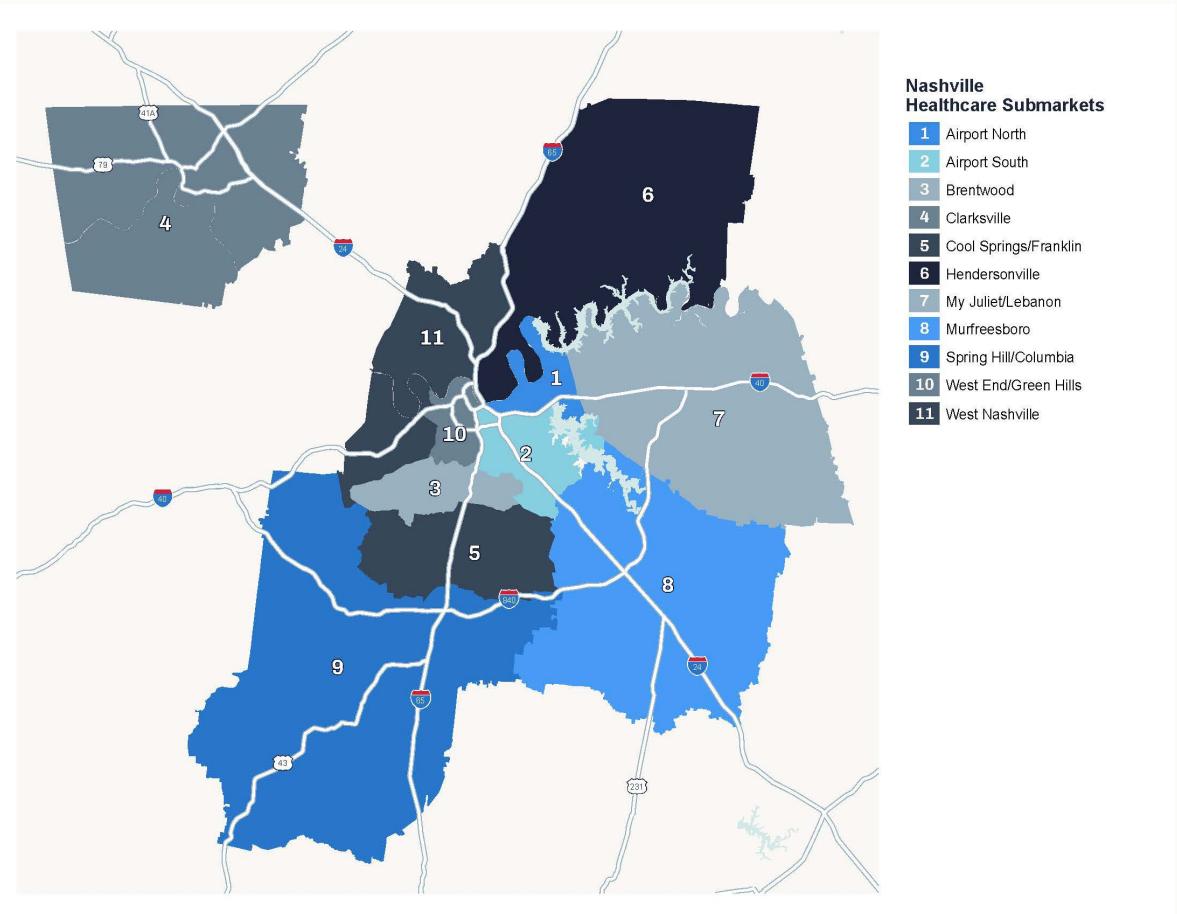 Nashville
Healthcare Submarkets
1 Airport North
2 Airport South
3 Brentwood
4 Clarksville
5 Cool Springs/Franklin
6 Hendersonville
7 My Juliet/Lebanon
8 Murfreesboro
9 Spring Hill/Columbia
10 West End/Green Hills
11 West Nashville
41A
65
79
6
4
24
11
1
40
7
10
2
3
40
5
8
840
9
24
65
43
231